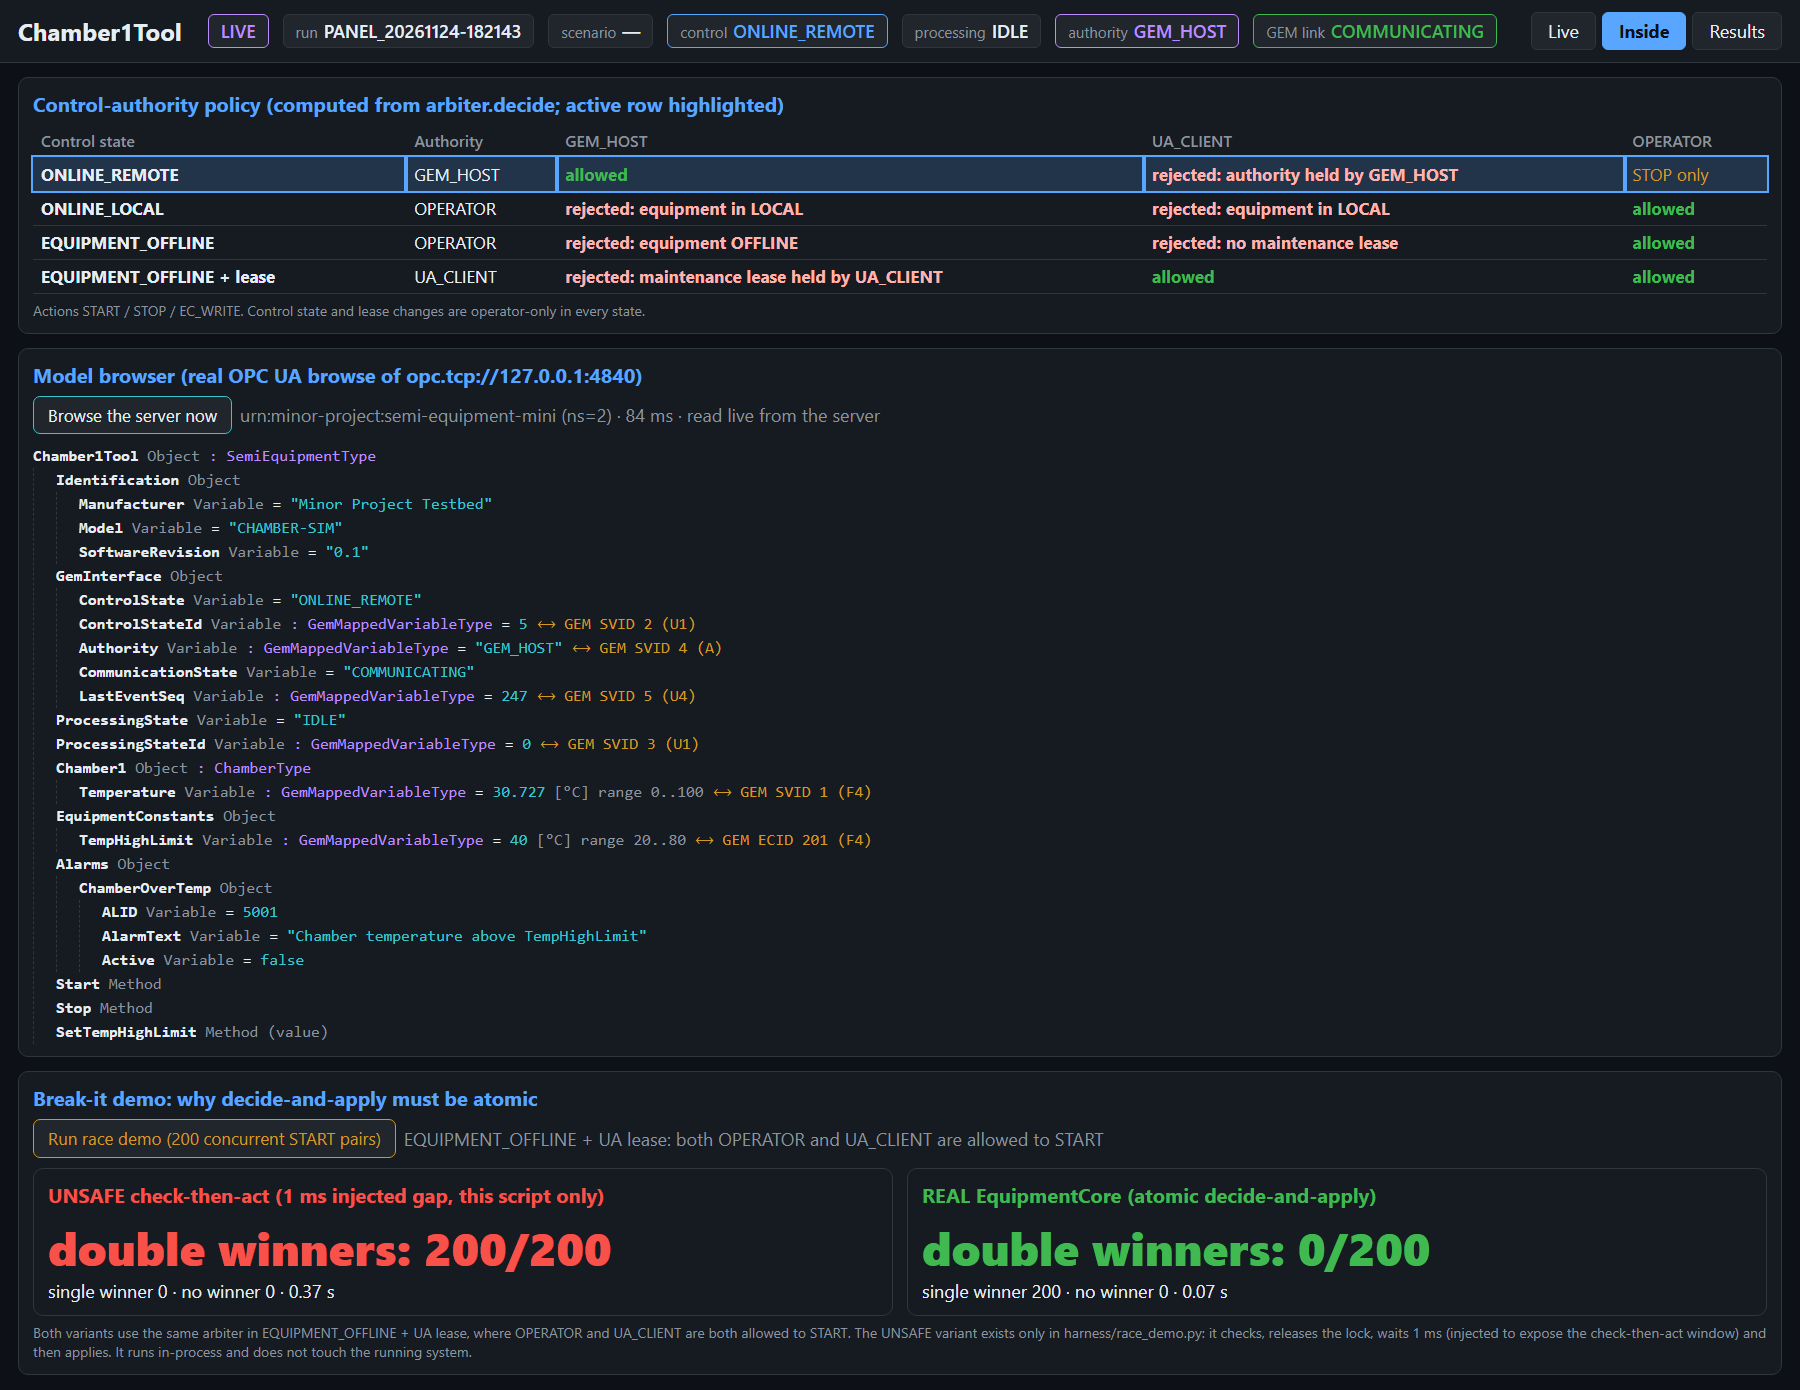 Chamber1Tool LIVE run PANEL_20261124-182143 scenario — control ONLINE_REMOTE processing IDLE authority GEM_HOST GEM link COMMUNICATING Live Inside Results
Control-authority policy (computed from arbiter.decide; active row highlighted)
Control state Authority GEM_HOST UA_CLIENT OPERATOR
ONLINE_REMOTE GEM_HOST allowed rejected: authority held by GEM_HOST STOP only
ONLINE_LOCAL OPERATOR rejected: equipment in LOCAL rejected: equipment in LOCAL allowed
EQUIPMENT_OFFLINE OPERATOR rejected: equipment OFFLINE rejected: no maintenance lease allowed
EQUIPMENT_OFFLINE + lease UA_CLIENT rejected: maintenance lease held by UA_CLIENT allowed allowed
Actions START / STOP / EC_WRITE. Control state and lease changes are operator-only in every state.
Model browser (real OPC UA browse of opc.tcp://127.0.0.1:4840)
Browse the server now urn:minor-project:semi-equipment-mini (ns=2) · 84 ms · read live from the server
Chamber1Tool Object : SemiEquipmentType
Identification Object
Manufacturer Variable = "Minor Project Testbed"
Model Variable = "CHAMBER-SIM"
SoftwareRevision Variable = "0.1"
GemInterface Object
ControlState Variable = "ONLINE_REMOTE"
ControlStateId Variable : GemMappedVariableType = 5 ↔ GEM SVID 2 (U1)
Authority Variable : GemMappedVariableType = "GEM_HOST" ↔ GEM SVID 4 (A)
CommunicationState Variable = "COMMUNICATING"
LastEventSeq Variable : GemMappedVariableType = 247 ↔ GEM SVID 5 (U4)
ProcessingState Variable = "IDLE"
ProcessingStateId Variable : GemMappedVariableType = 0 ↔ GEM SVID 3 (U1)
Chamber1 Object : ChamberType
Temperature Variable : GemMappedVariableType = 30.727 [°C] range 0..100 ↔ GEM SVID 1 (F4)
EquipmentConstants Object
TempHighLimit Variable : GemMappedVariableType = 40 [°C] range 20..80 ↔ GEM ECID 201 (F4)
Alarms Object
ChamberOverTemp Object
ALID Variable = 5001
AlarmText Variable = "Chamber temperature above TempHighLimit"
Active Variable = false
Start Method
Stop Method
SetTempHighLimit Method (value)
Break-it demo: why decide-and-apply must be atomic
Run race demo (200 concurrent START pairs) EQUIPMENT_OFFLINE + UA lease: both OPERATOR and UA_CLIENT are allowed to START
UNSAFE check-then-act (1 ms injected gap, this script only)
double winners: 200/200
single winner 0 · no winner 0 · 0.37 s
REAL EquipmentCore (atomic decide-and-apply)
double winners: 0/200
single winner 200 · no winner 0 · 0.07 s
Both variants use the same arbiter in EQUIPMENT_OFFLINE + UA lease, where OPERATOR and UA_CLIENT are both allowed to START. The UNSAFE variant exists only in harness/race_demo.py: it checks, releases the lock, waits 1 ms (injected to expose the check-then-act window) and
then applies. It runs in-process and does not touch the running system.